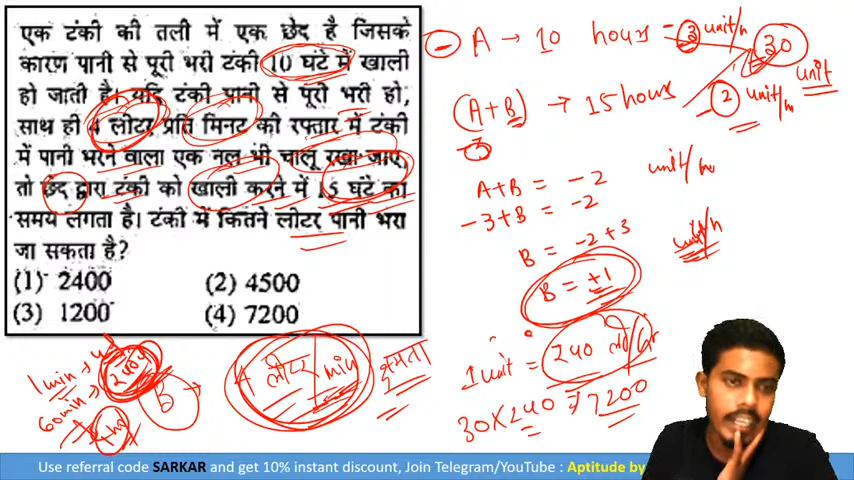 एक टंकी की तली में एक छेद है जिसके
कारण पानी से पूरी भरी टंकी 10 घंटे में खाली
हो जाती है। यदि टंकी पानी से पूरी भरी हो,
साथ ही 4 लीटर प्रति मिनट की रफ्तार में टंकी
में पानी भरने वाला एक नल भी चालू रखा जाए,
तो छेद द्वारा टंकी को खाली करने में 15 घंटे का
समय लगता है। टंकी में कितने लीटर पानी भरा
जा सकता है?
(1) 2400 (2) 4500
(3) 1200 (4) 7200
- A → 10 hours - 3 unit/h
30 unit
(A+B) → 15 hours - 2 unit/h
-3
A+B = -2 unit/h
-3+B = -2
B = -2+3 unit/h
B = +1
1 unit = 240
30×240 = 7200
1 min → 4
60 min → 240
B →
4 लीटर/min क्षमता
Use referral code SARKAR and get 10% instant discount, Join Telegram/YouTube : Aptitude by